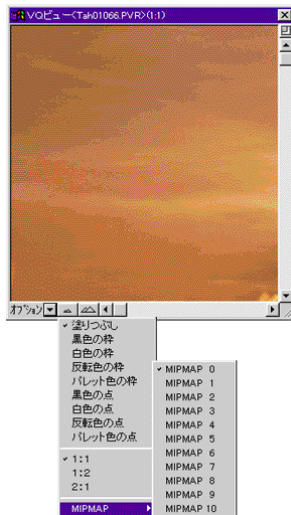 VQビュー<Tah01066.PVR>(1:1)
オプション
塗りつぶし
黒色の枠
白色の枠
反転色の枠
パレット色の枠
黒色の点
白色の点
反転色の点
パレット色の点
1:1
1:2
2:1
MIPMAP
MIPMAP 0
MIPMAP 1
MIPMAP 2
MIPMAP 3
MIPMAP 4
MIPMAP 5
MIPMAP 6
MIPMAP 7
MIPMAP 8
MIPMAP 9
MIPMAP 10